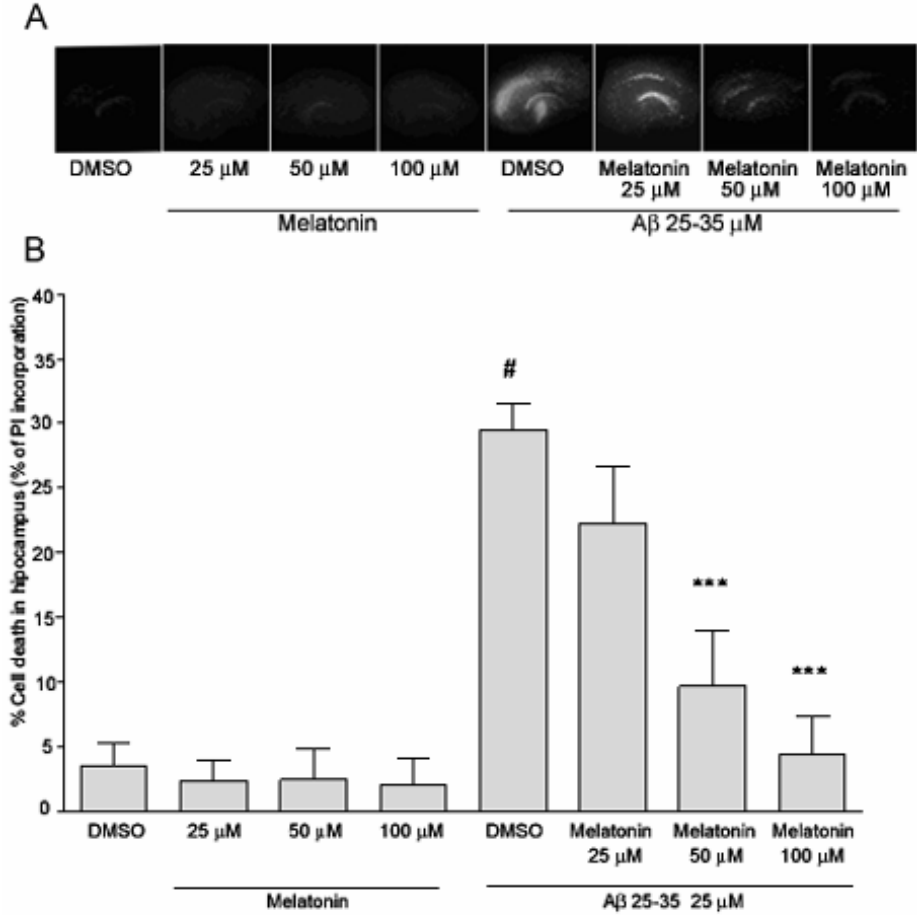 A
DMSO 25 μM 50 μM 100 μM DMSO Melatonin 25 μM Melatonin 50 μM Melatonin 100 μM
Melatonin Aβ 25-35 μM
B
% Cell death in hipocampus (% of PI incorporation)
40
35
30
25
20
15
10
5
0
#
***
***
DMSO 25 μM 50 μM 100 μM DMSO Melatonin 25 μM Melatonin 50 μM Melatonin 100 μM
Melatonin Aβ 25-35 25 μM